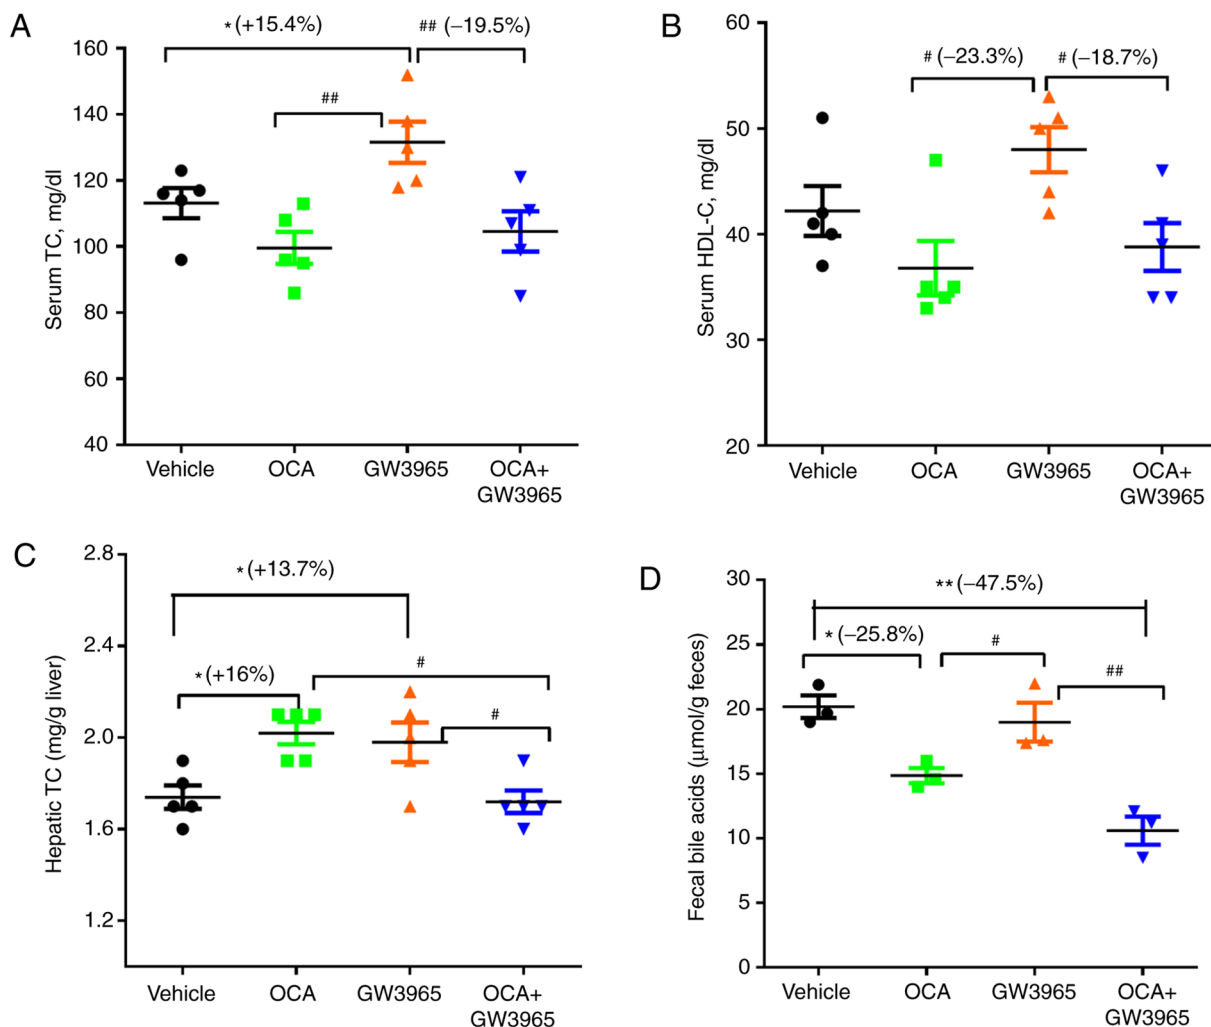 A
* (+15.4%)
## (−19.5%)
##
Serum TC, mg/dl
160
140
120
100
80
60
40
Vehicle
OCA
GW3965
OCA+
GW3965
B
# (−23.3%)
# (−18.7%)
Serum HDL-C, mg/dl
60
50
40
30
20
Vehicle
OCA
GW3965
OCA+
GW3965
C
* (+13.7%)
* (+16%)
#
#
Hepatic TC (mg/g liver)
2.8
2.4
2.0
1.6
1.2
Vehicle
OCA
GW3965
OCA+
GW3965
D
** (−47.5%)
* (−25.8%)
#
##
Fecal bile acids (μmol/g feces)
30
25
20
15
10
5
0
Vehicle
OCA
GW3965
OCA+
GW3965